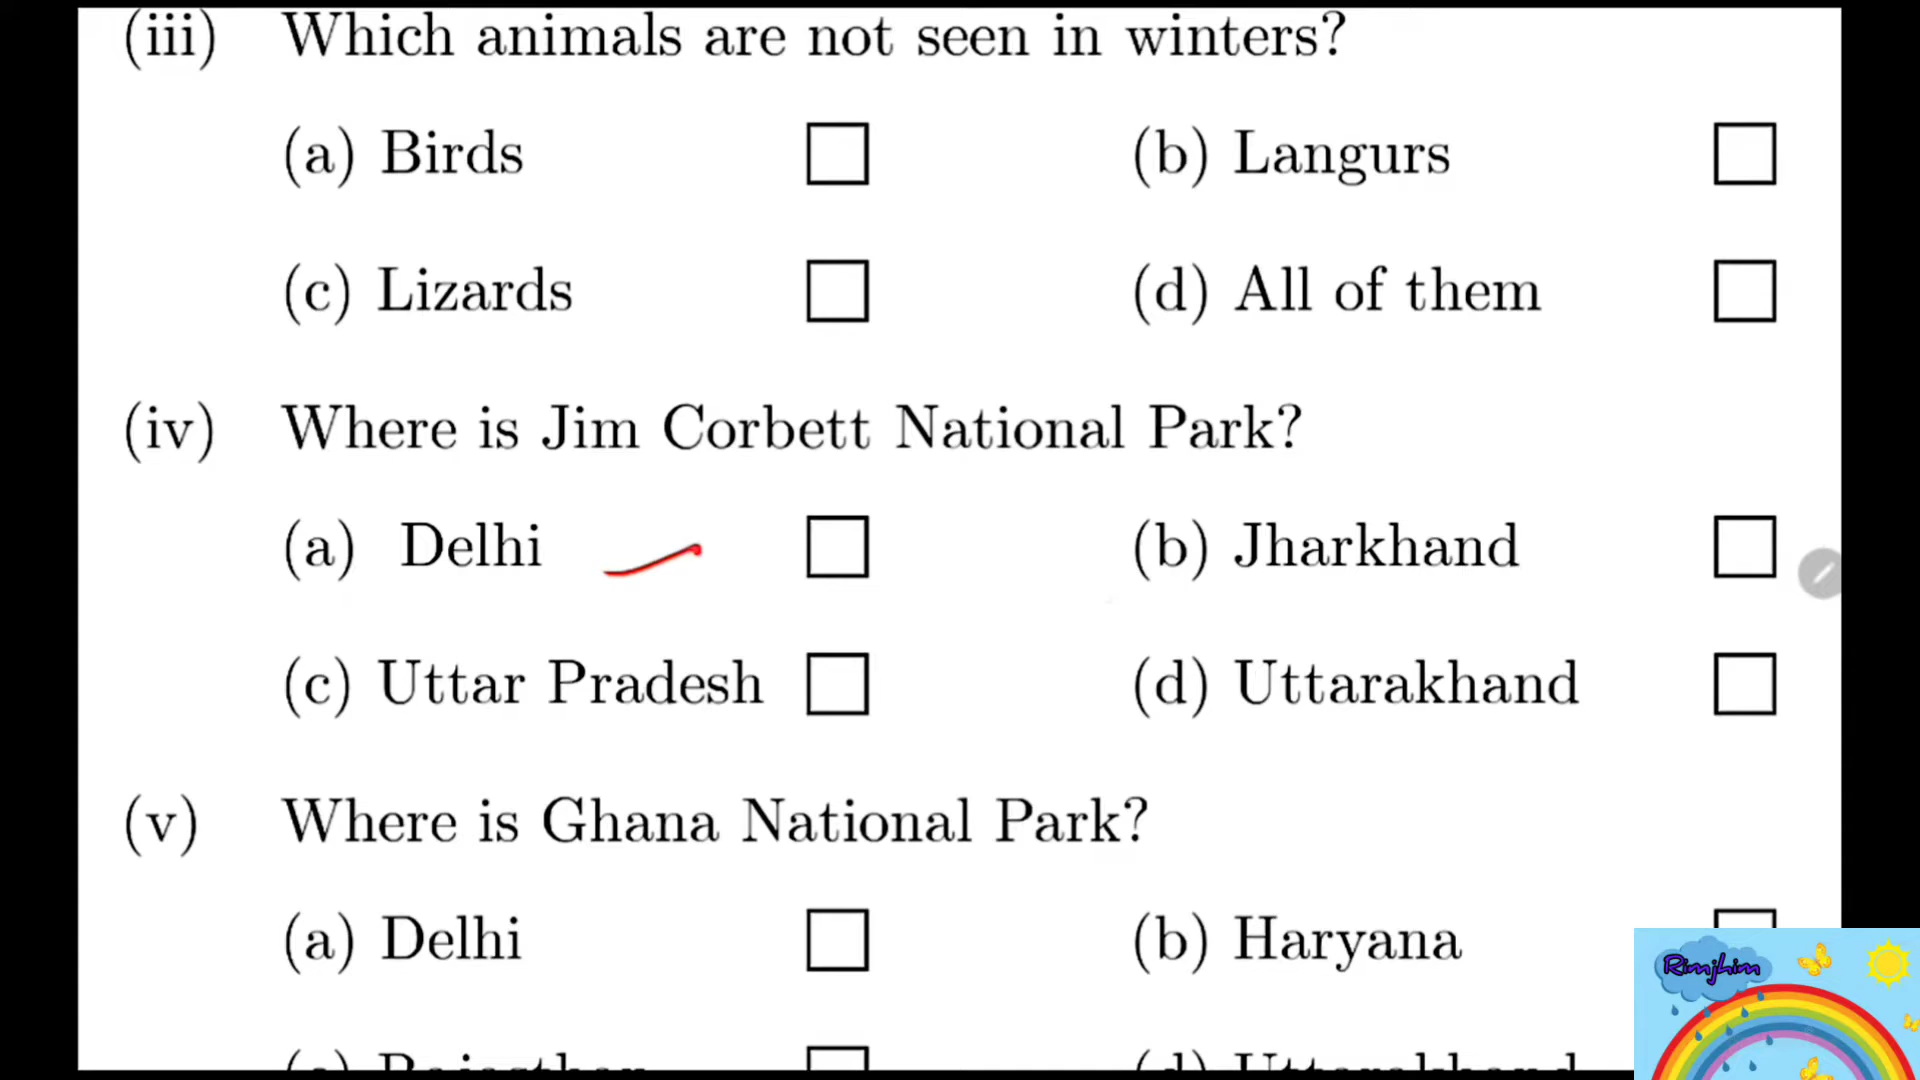 (iii) Which animals are not seen in winters?
(a) Birds (b) Langurs
(c) Lizards (d) All of them
(iv) Where is Jim Corbett National Park?
(a) Delhi (b) Jharkhand
(c) Uttar Pradesh (d) Uttarakhand
(v) Where is Ghana National Park?
(a) Delhi (b) Haryana
Rimjhim